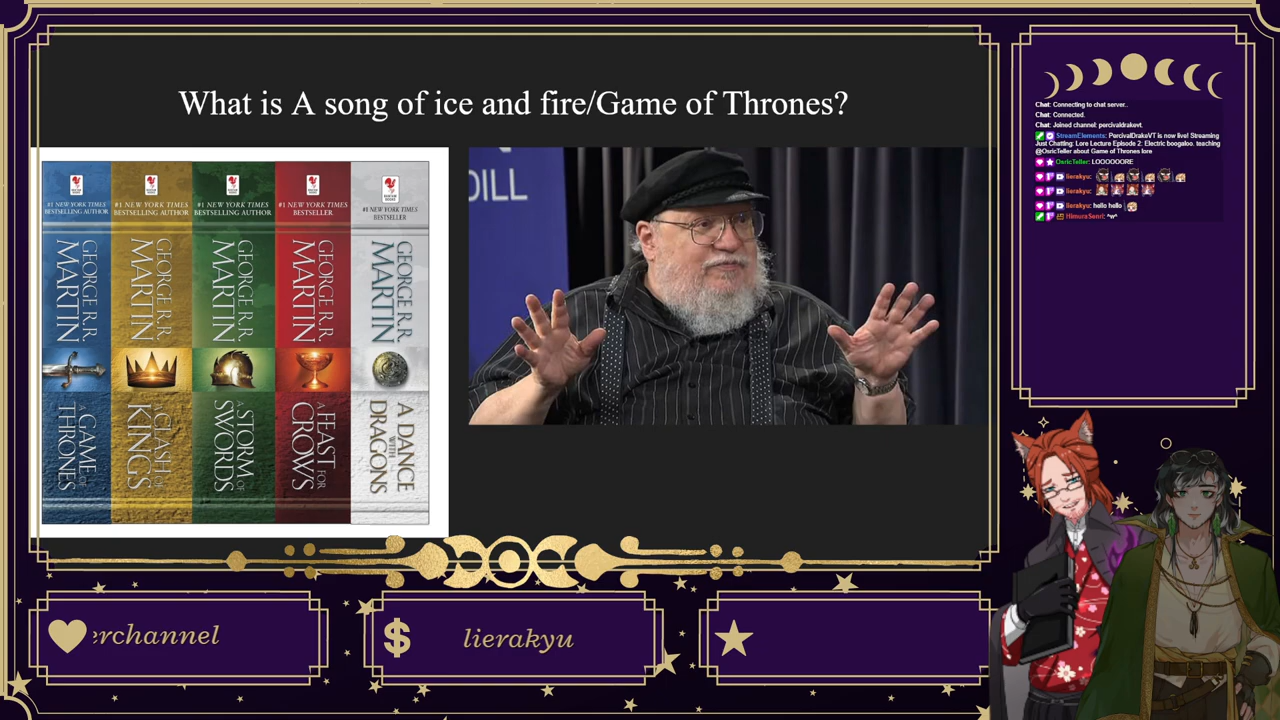 What is A song of ice and fire/Game of Thrones?
#1 NEW YORK TIMES
BESTSELLING AUTHOR
GEORGE R.R.
MARTIN
A GAME OF
THRONES
#1 NEW YORK TIMES
BESTSELLING AUTHOR
GEORGE R.R.
MARTIN
A CLASH OF
KINGS
#1 NEW YORK TIMES
BESTSELLING AUTHOR
GEORGE R.R.
MARTIN
A STORM OF
SWORDS
#1 NEW YORK TIMES
BESTSELLER
GEORGE R.R.
MARTIN
A FEAST FOR
CROWS
#1 NEW YORK TIMES
BESTSELLER
GEORGE R.R.
MARTIN
A DANCE
WITH
DRAGONS
DILL
Chat: Connecting to chat server..
Chat: Connected.
Chat: Joined channel: percivaldrakevt.
StreamElements: PercivalDrakeVT is now live! Streaming
Just Chatting: Lore Lecture Episode 2: Electric boogaloo. teaching
@OsricTeller about Game of Thrones lore
OsricTeller: LOOOOOORE
lierakyu:
lierakyu:
lierakyu: hello hello
HimuraSenri: ^w^
erchannel
$ lierakyu